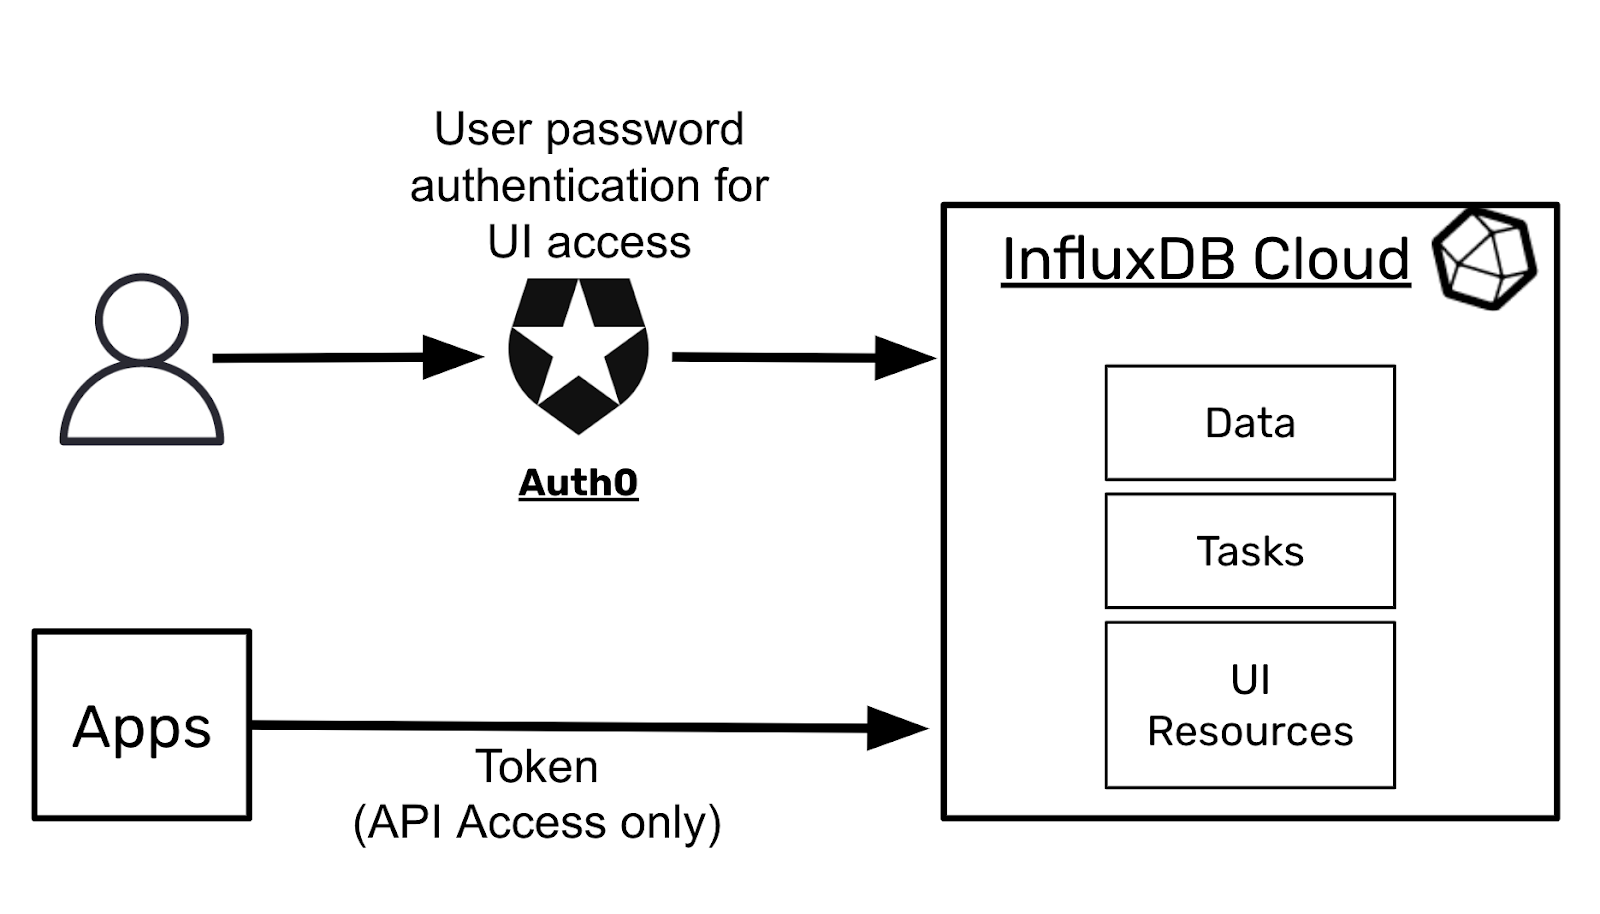 User password
authentication for
UI access
Auth0
InfluxDB Cloud
Data
Tasks
UI
Resources
Apps
Token
(API Access only)